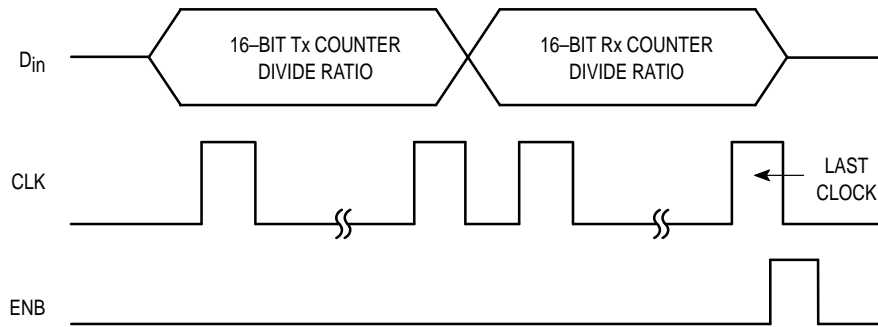 16–BIT Tx COUNTER
DIVIDE RATIO
16–BIT Rx COUNTER
DIVIDE RATIO
Din
CLK
LAST
CLOCK
ENB